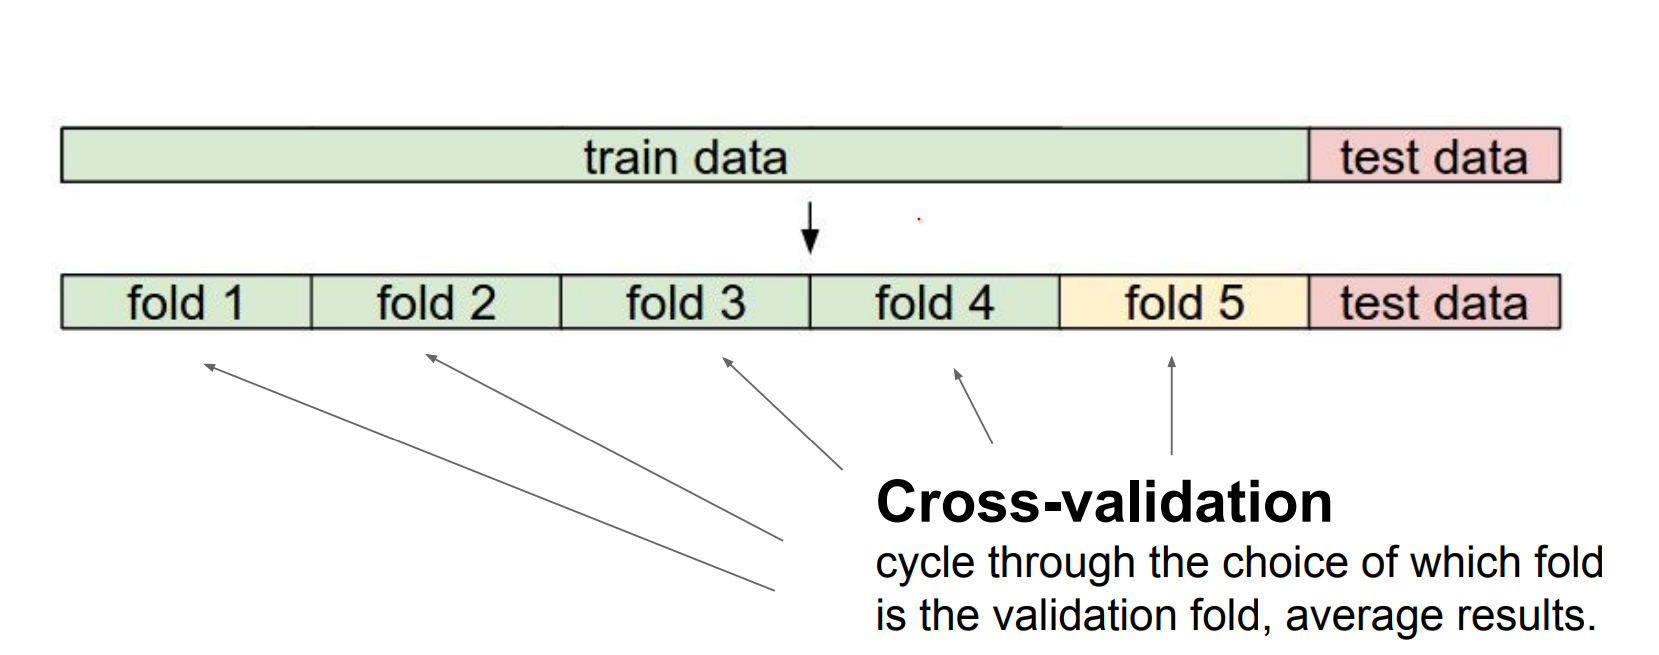 train data test data
fold 1 fold 2 fold 3 fold 4 fold 5 test data
Cross-validation
cycle through the choice of which fold
is the validation fold, average results.